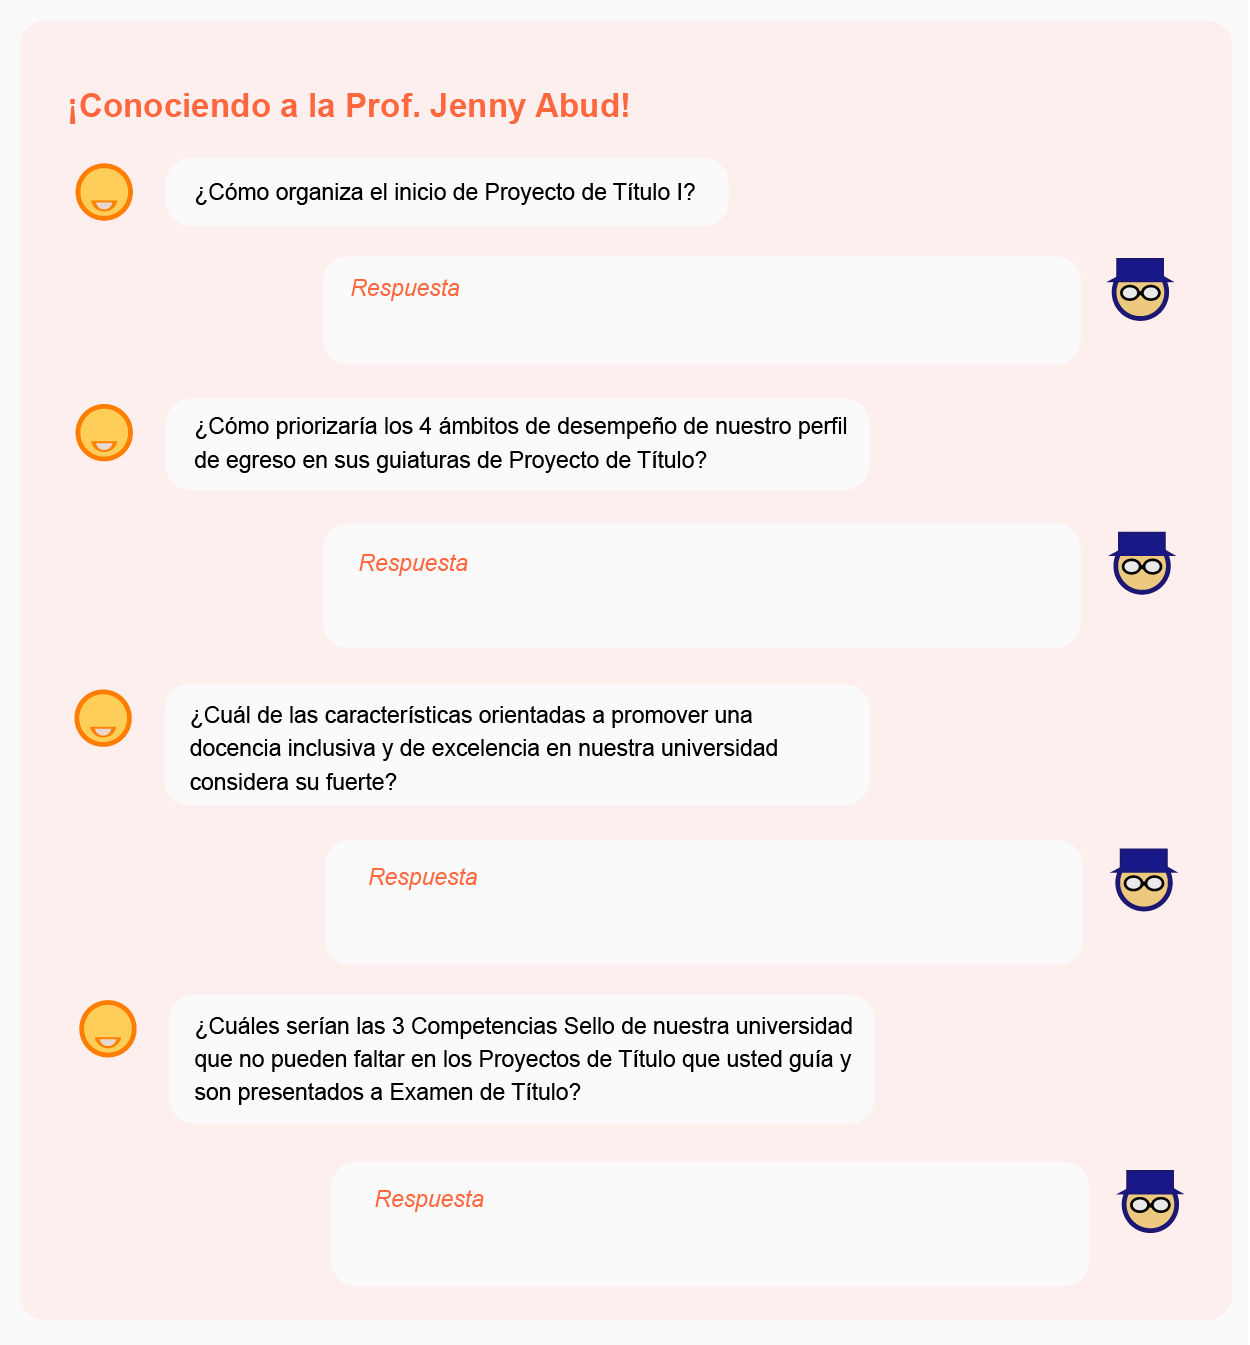 ¡Conociendo a la Prof. Jenny Abud!
¿Cómo organiza el inicio de Proyecto de Título I?
Respuesta
¿Cómo priorizaría los 4 ámbitos de desempeño de nuestro perfil
de egreso en sus guiaturas de Proyecto de Título?
Respuesta
¿Cuál de las características orientadas a promover una
docencia inclusiva y de excelencia en nuestra universidad
considera su fuerte?
Respuesta
¿Cuáles serían las 3 Competencias Sello de nuestra universidad
que no pueden faltar en los Proyectos de Título que usted guía y
son presentados a Examen de Título?
Respuesta